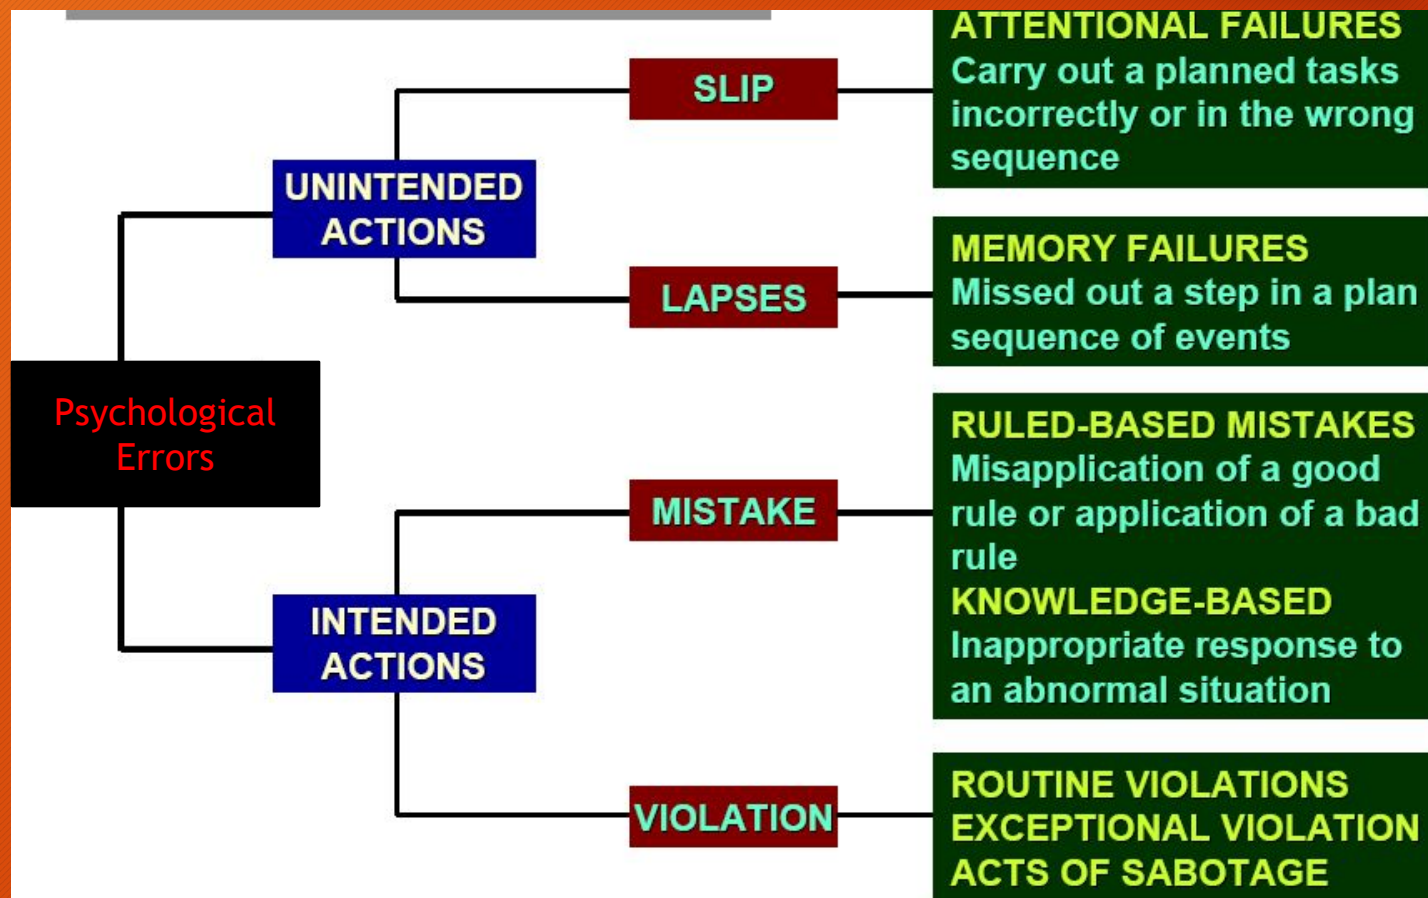 ATTENTIONAL FAILURES
Carry out a planned tasks
incorrectly or in the wrong
sequence
SLIP
UNINTENDED
ACTIONS
MEMORY FAILURES
Missed out a step in a plan
sequence of events
LAPSES
Psychological
Errors
RULED-BASED MISTAKES
Misapplication of a good
rule or application of a bad
rule
KNOWLEDGE-BASED
Inappropriate response to
an abnormal situation
MISTAKE
INTENDED
ACTIONS
VIOLATION
ROUTINE VIOLATIONS
EXCEPTIONAL VIOLATION
ACTS OF SABOTAGE